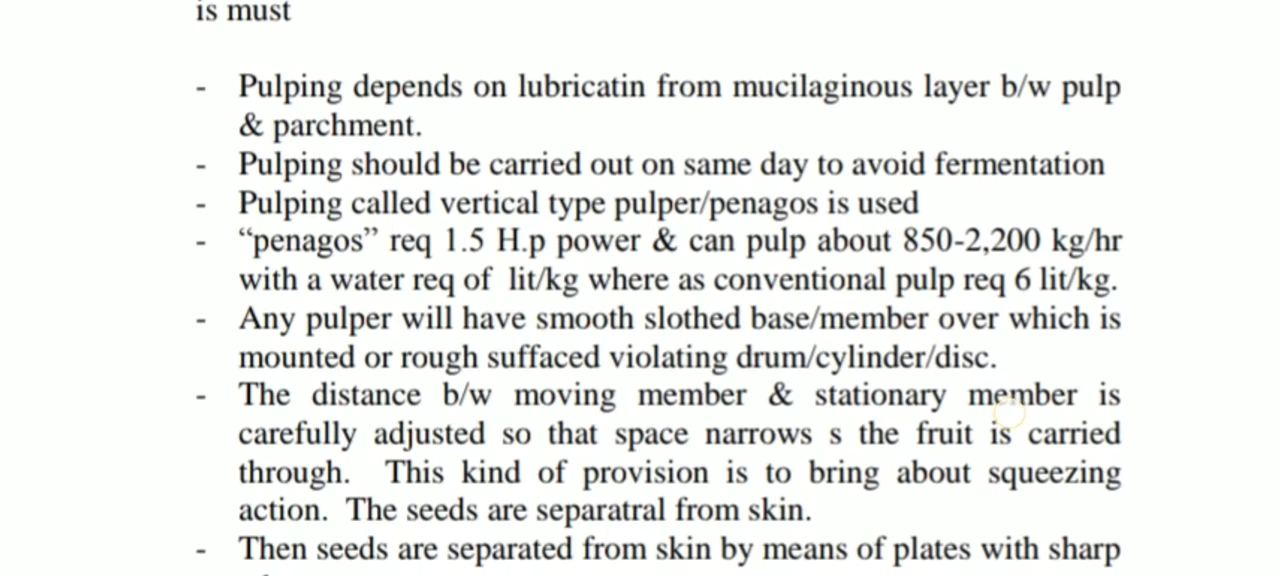 is must
- Pulping depends on lubricatin from mucilaginous layer b/w pulp
& parchment.
- Pulping should be carried out on same day to avoid fermentation
- Pulping called vertical type pulper/penagos is used
- “penagos” req 1.5 H.p power & can pulp about 850-2,200 kg/hr
with a water req of  lit/kg where as conventional pulp req 6 lit/kg.
- Any pulper will have smooth slothed base/member over which is
mounted or rough suffaced violating drum/cylinder/disc.
- The distance b/w moving member & stationary member is
carefully adjusted so that space narrows s the fruit is carried
through.  This kind of provision is to bring about squeezing
action.  The seeds are separatral from skin.
- Then seeds are separated from skin by means of plates with sharp